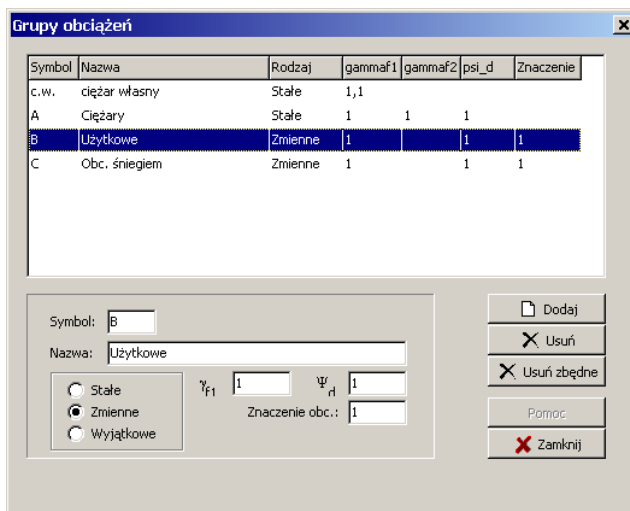 Grupy obciążeń
Symbol Nazwa Rodzaj gammaf1 gammaf2 psi_d Znaczenie
c.w. ciężar własny Stałe 1,1
A Ciężary Stałe 1 1 1
B Użytkowe Zmienne 1 1 1
C Obc. śniegiem Zmienne 1 1 1
Symbol: B
Nazwa: Użytkowe
Stałe
Zmienne
Wyjątkowe
γf1 1 Ψd 1
Znaczenie obc.: 1
Dodaj
Usuń
Usuń zbędne
Pomoc
Zamknij